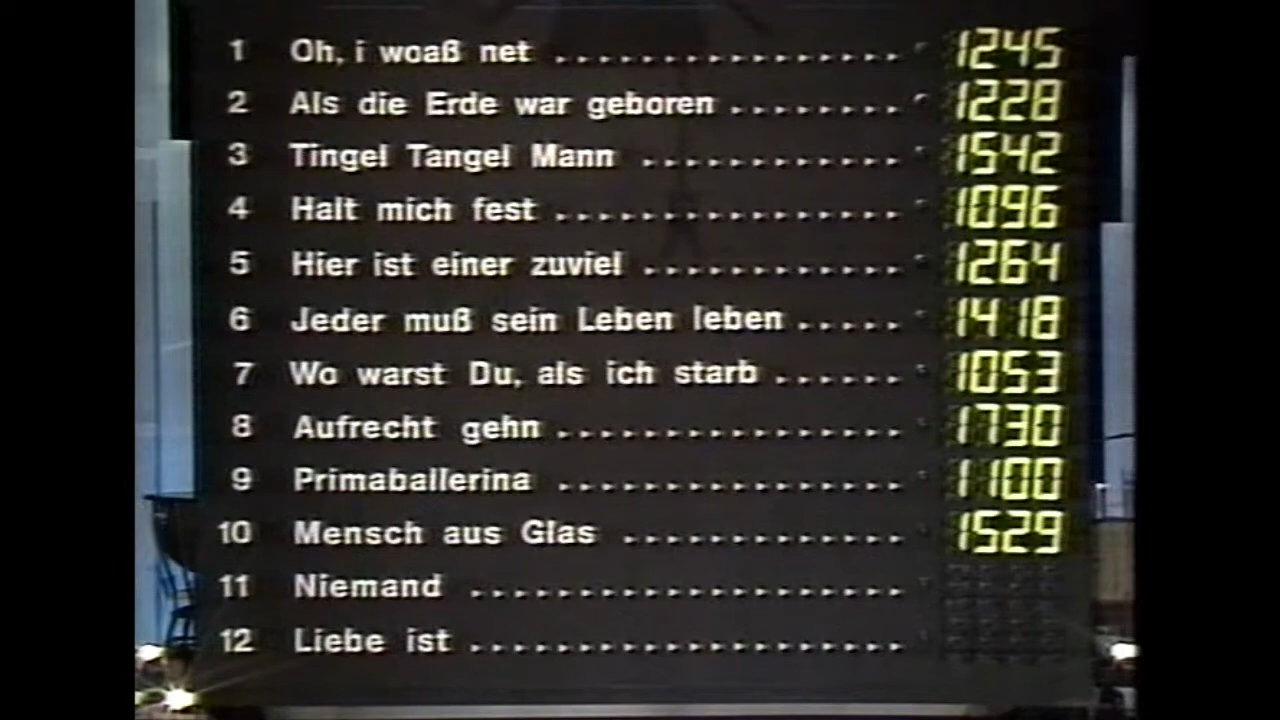 1 Oh, i woaß net ................ 1245
2 Als die Erde war geboren ........ 1228
3 Tingel Tangel Mann ............ 1542
4 Halt mich fest ................ 1096
5 Hier ist einer zuviel ............ 1264
6 Jeder muß sein Leben leben ..... 1418
7 Wo warst Du, als ich starb ...... 1053
8 Aufrecht gehn ................ 1730
9 Primaballerina ................ 1100
10 Mensch aus Glas ............. 1529
11 Niemand ....................
12 Liebe ist ....................